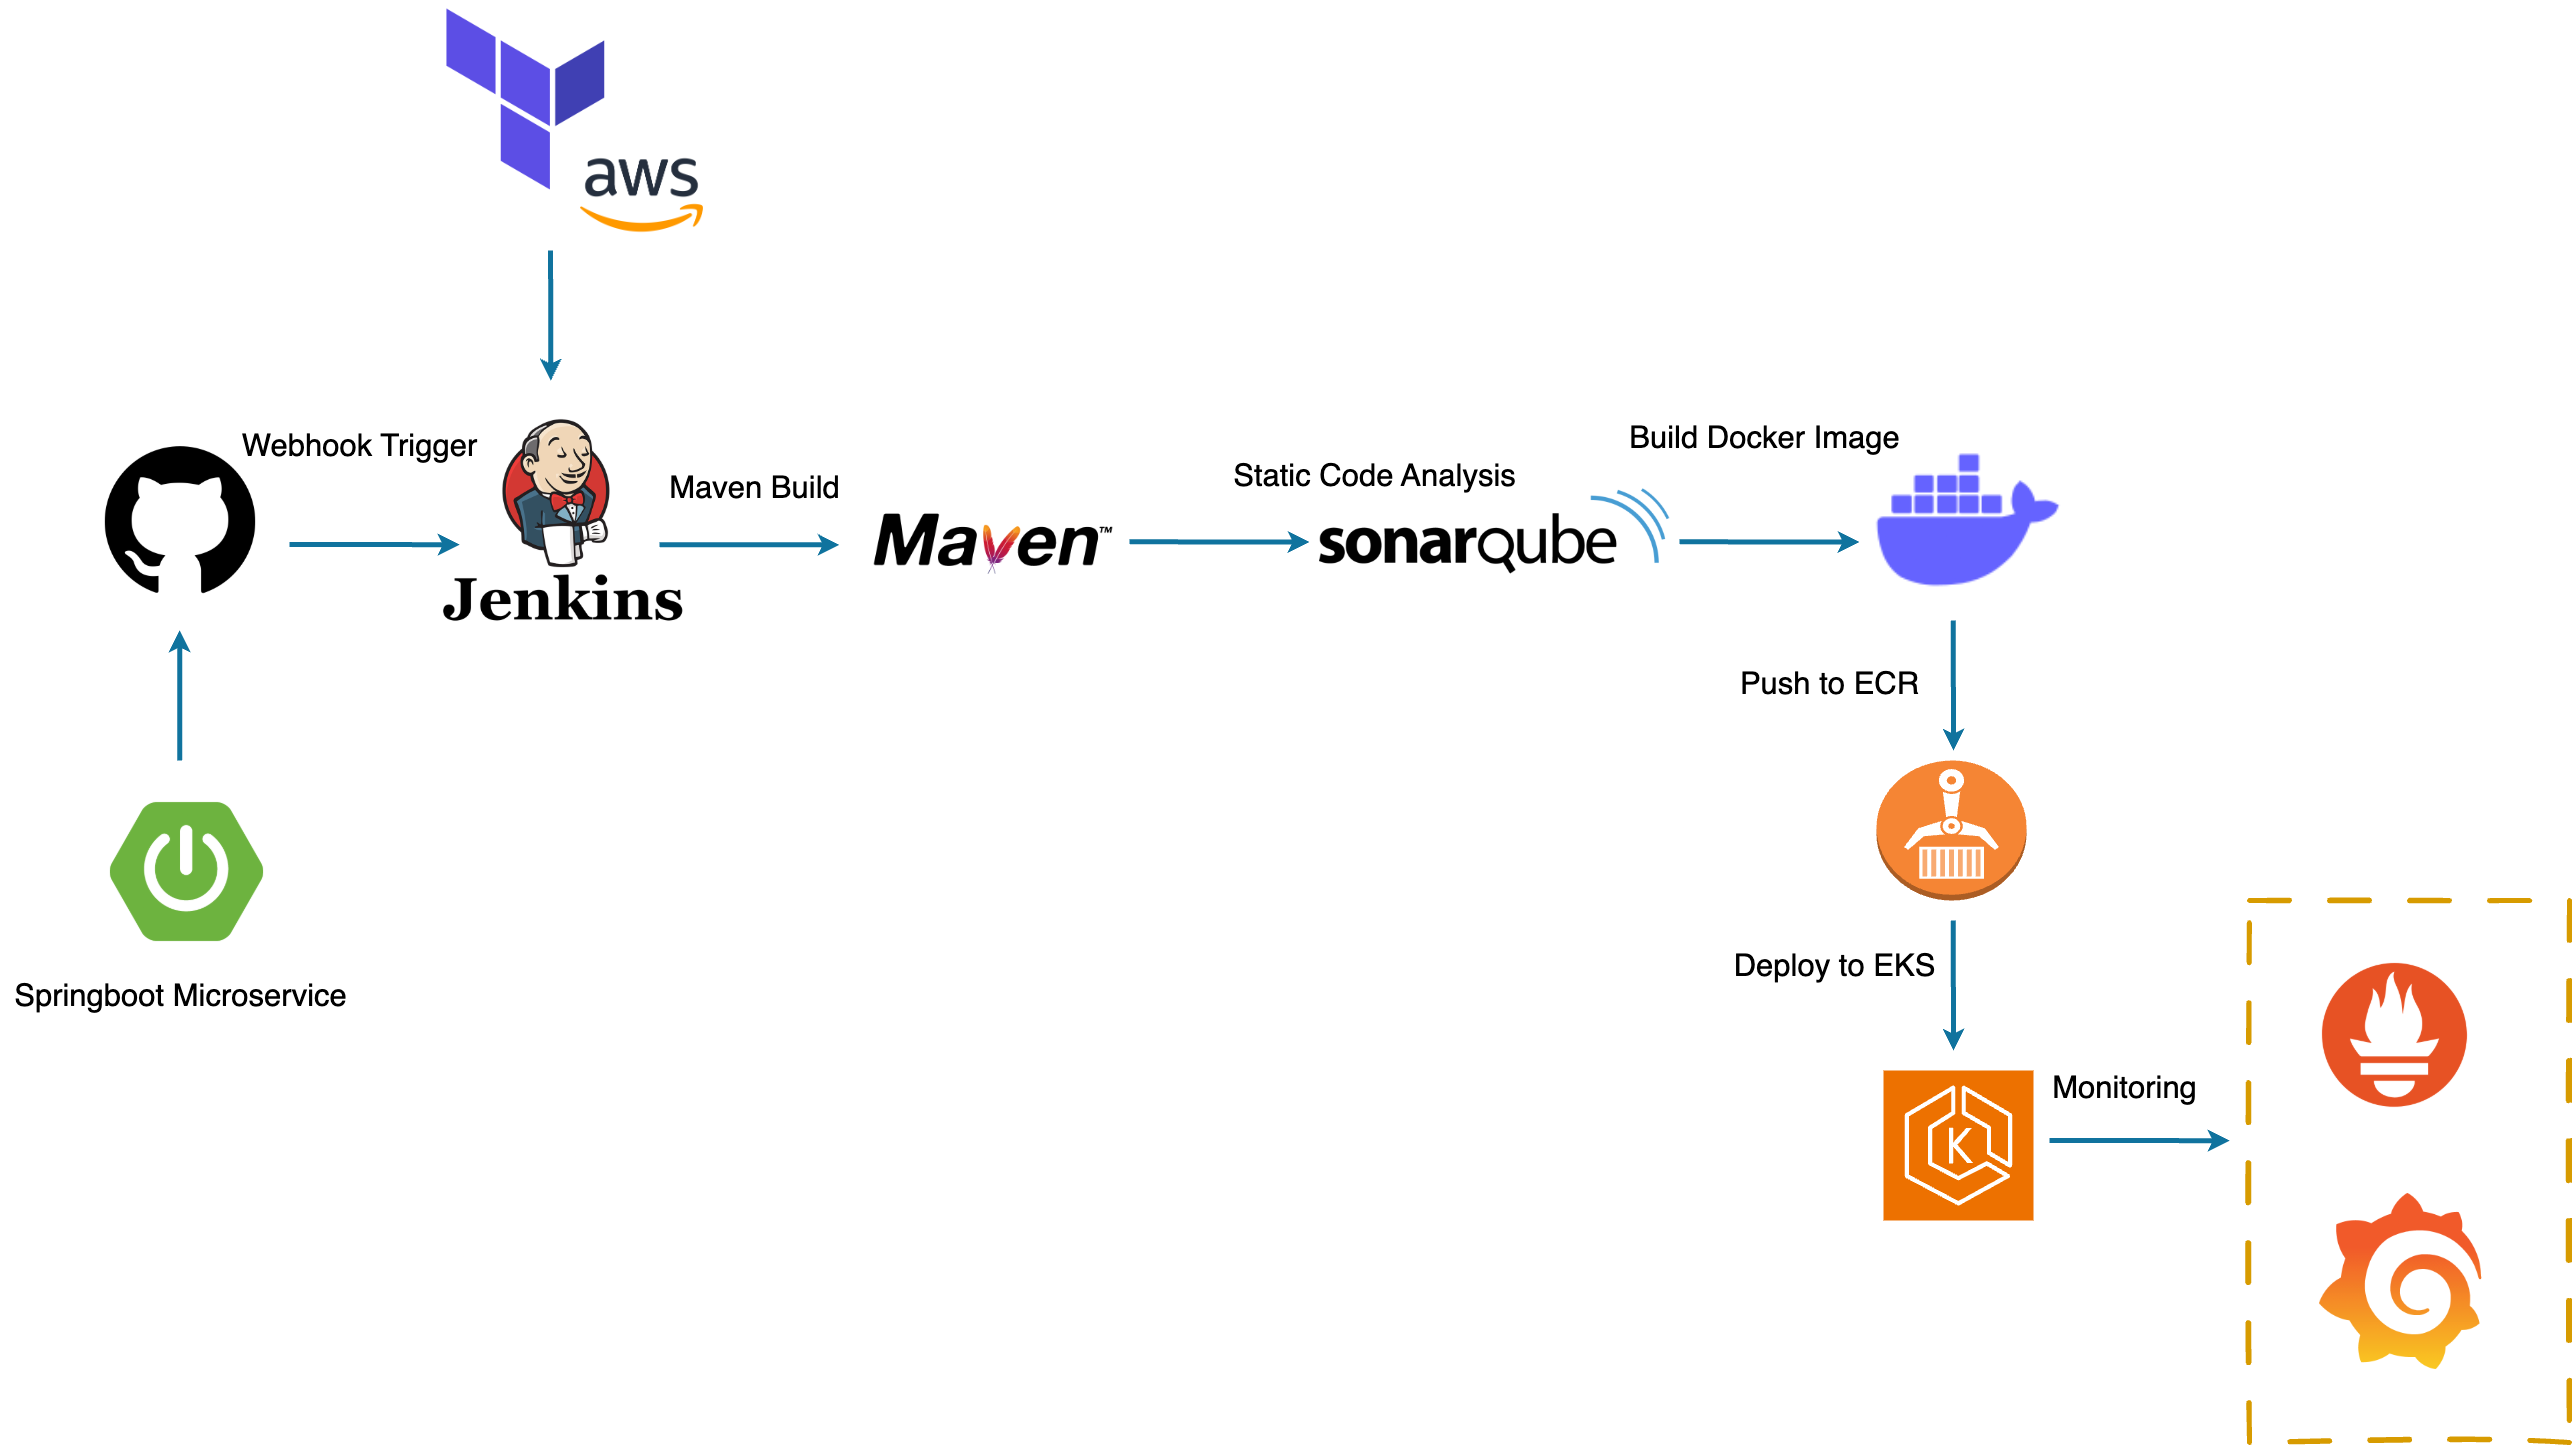 aws
Webhook Trigger
Jenkins
Maven Build
Maven™
Static Code Analysis
sonarqube
Build Docker Image
Push to ECR
Springboot Microservice
Deploy to EKS
K
Monitoring